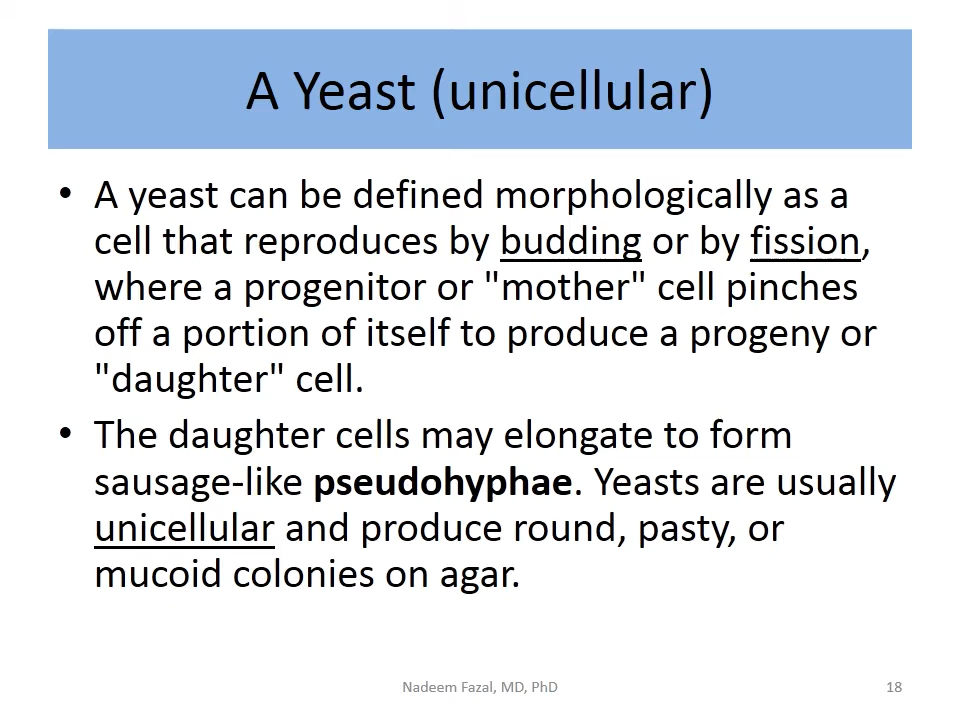 A Yeast (unicellular)
• A yeast can be defined morphologically as a
cell that reproduces by budding or by fission,
where a progenitor or "mother" cell pinches
off a portion of itself to produce a progeny or
"daughter" cell.
• The daughter cells may elongate to form
sausage-like pseudohyphae. Yeasts are usually
unicellular and produce round, pasty, or
mucoid colonies on agar.
Nadeem Fazal, MD, PhD
18